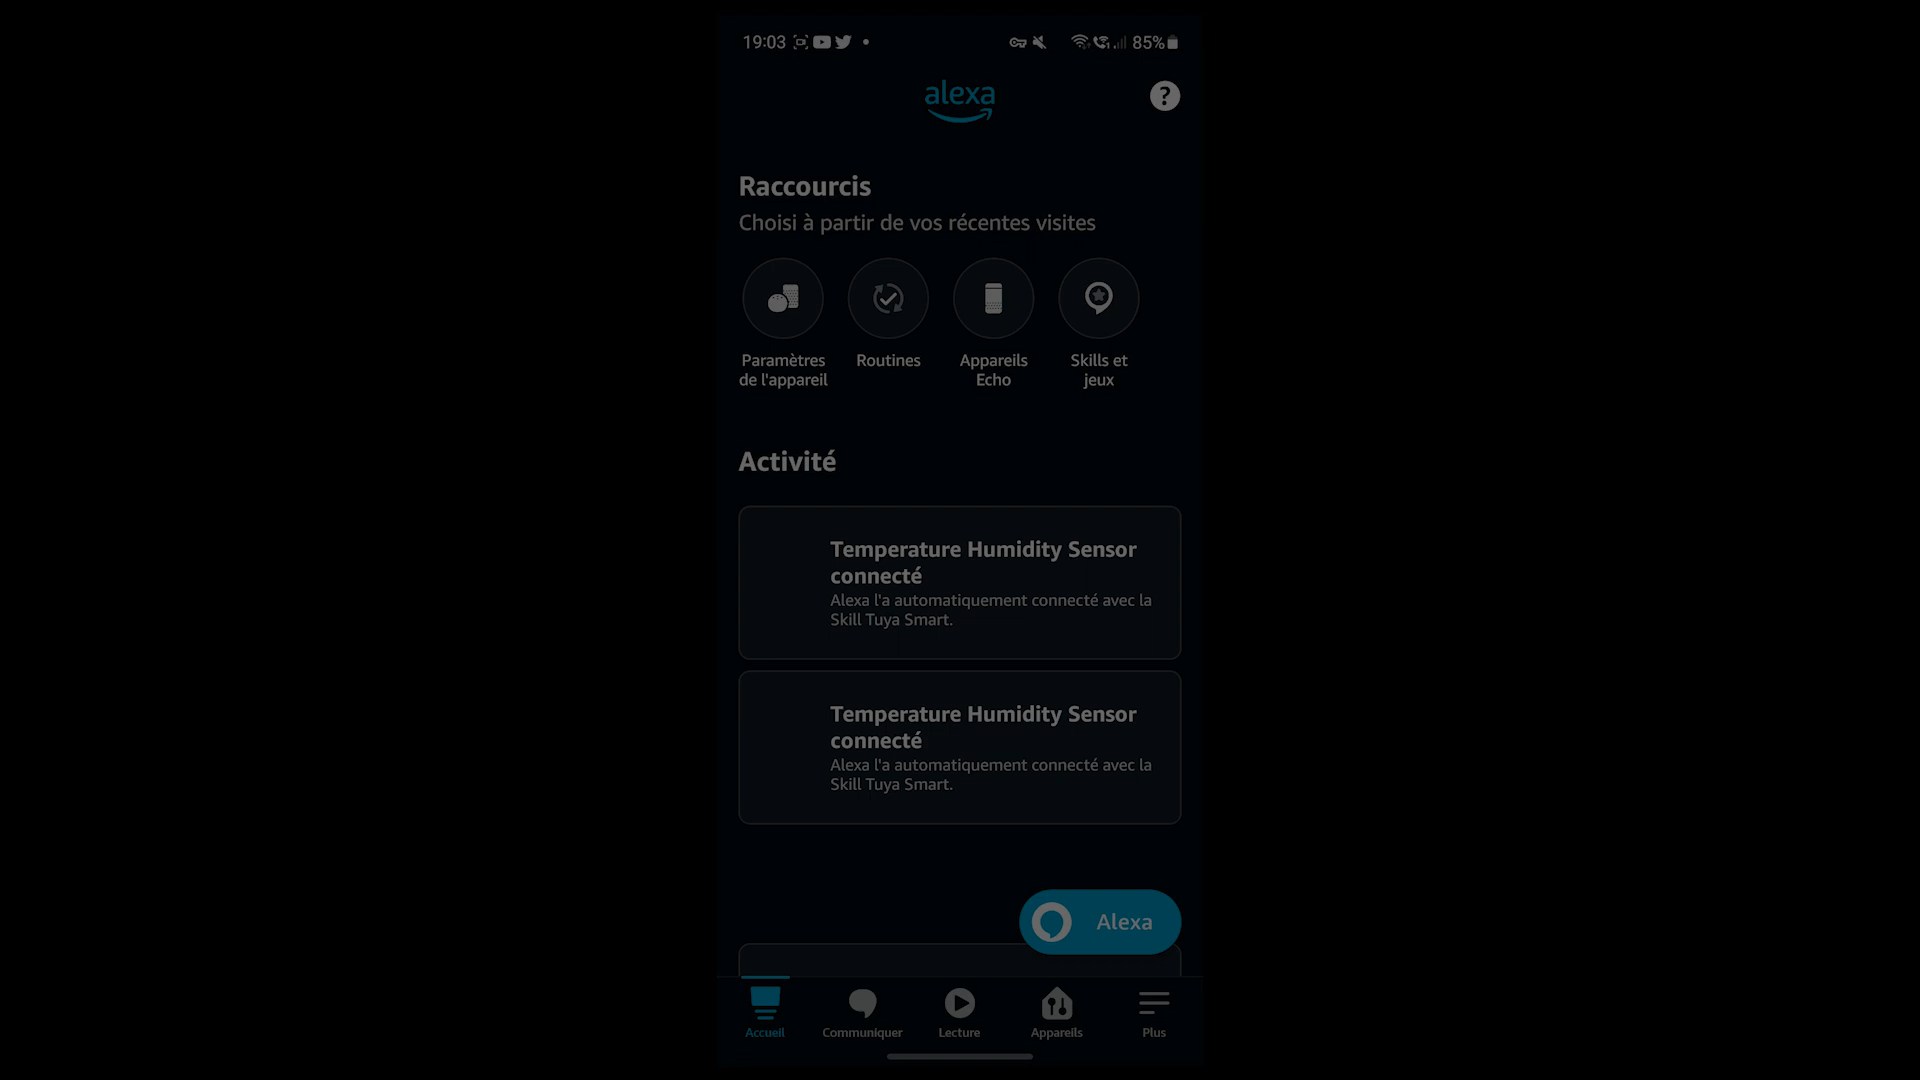 19:03
85%
alexa
?
Raccourcis
Choisi à partir de vos récentes visites
Paramètres
de l'appareil
Routines
Appareils
Echo
Skills et
jeux
Activité
Temperature Humidity Sensor
connecté
Alexa l'a automatiquement connecté avec la
Skill Tuya Smart.
Temperature Humidity Sensor
connecté
Alexa l'a automatiquement connecté avec la
Skill Tuya Smart.
Alexa
Accueil
Communiquer
Lecture
Appareils
Plus